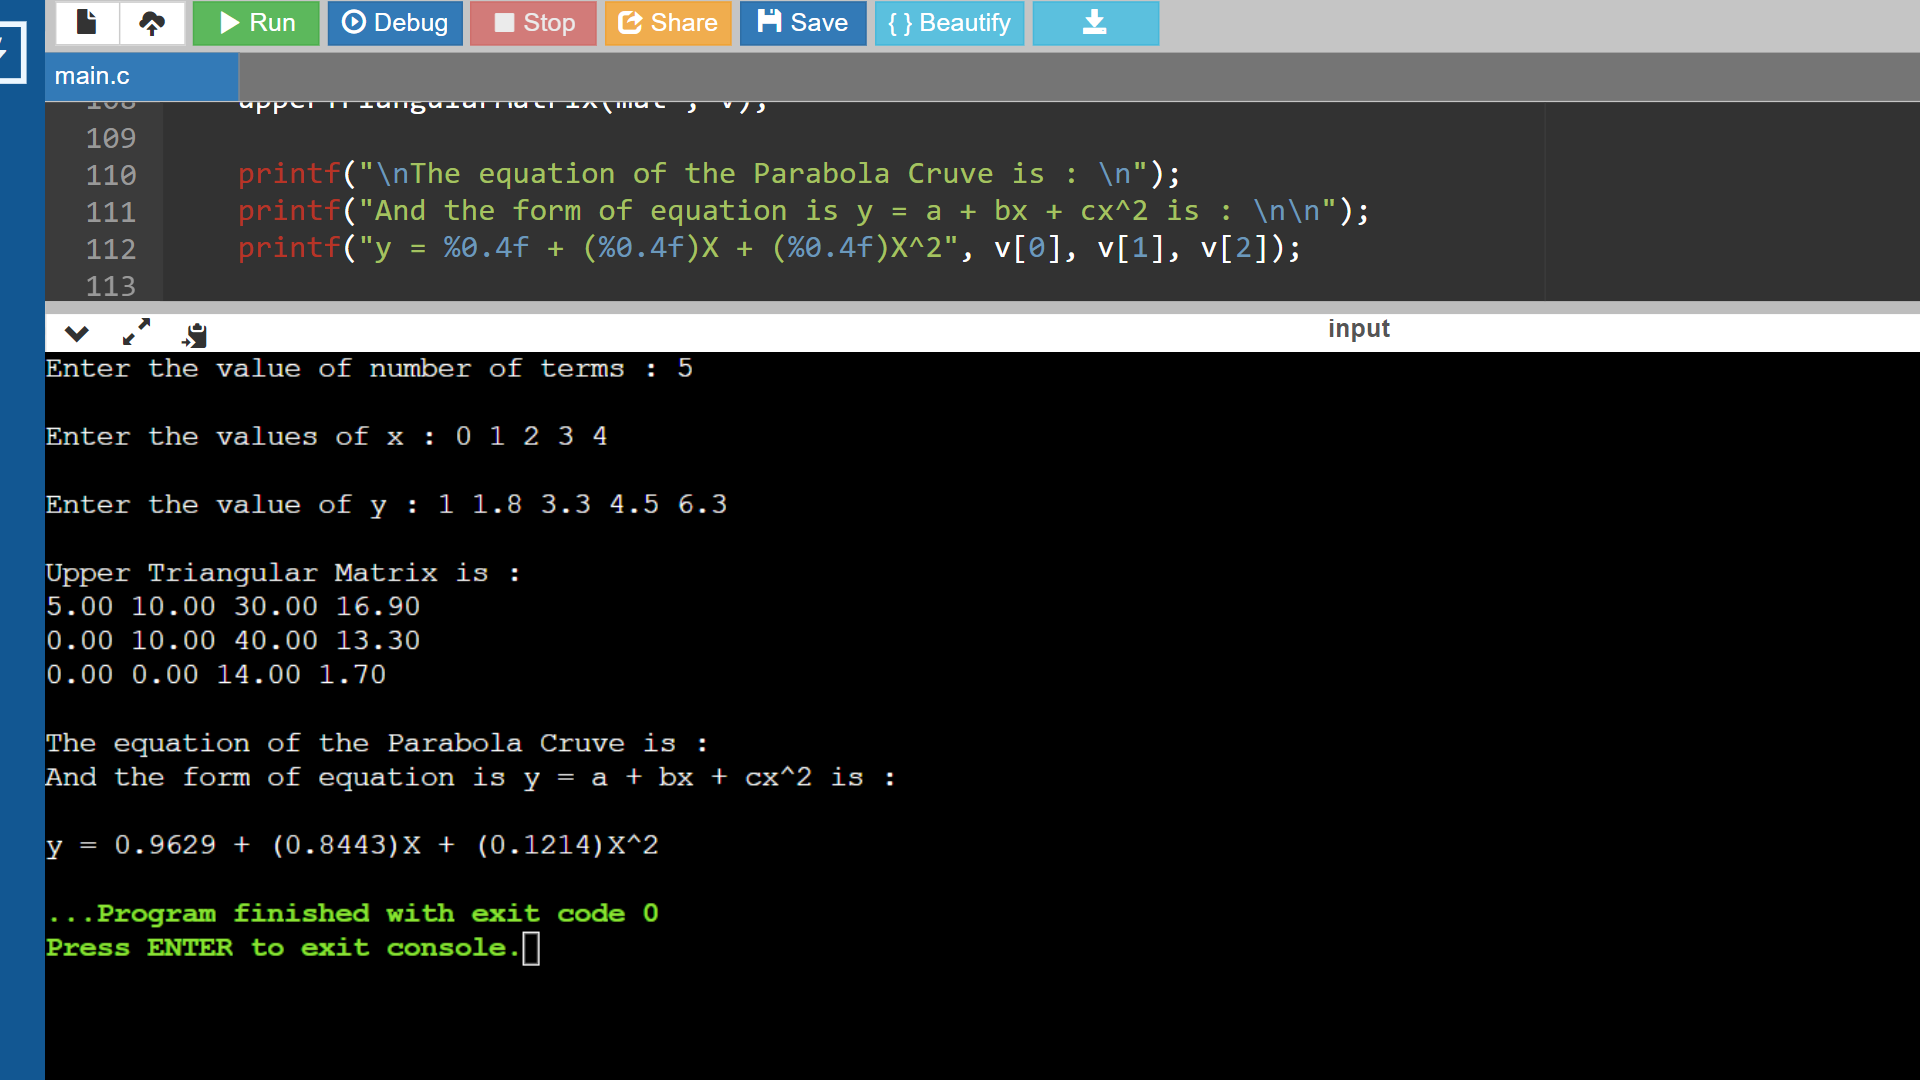 Run Debug Stop Share Save { } Beautify
main.c
108 upperTriangularMatrix(mat , v);
109
110 printf("\nThe equation of the Parabola Cruve is : \n");
111 printf("And the form of equation is y = a + bx + cx^2 is : \n\n");
112 printf("y = %0.4f + (%0.4f)X + (%0.4f)X^2", v[0], v[1], v[2]);
113
input
Enter the value of number of terms : 5
Enter the values of x : 0 1 2 3 4
Enter the value of y : 1 1.8 3.3 4.5 6.3
Upper Triangular Matrix is :
5.00 10.00 30.00 16.90
0.00 10.00 40.00 13.30
0.00 0.00 14.00 1.70
The equation of the Parabola Cruve is :
And the form of equation is y = a + bx + cx^2 is :
y = 0.9629 + (0.8443)X + (0.1214)X^2
...Program finished with exit code 0
Press ENTER to exit console.